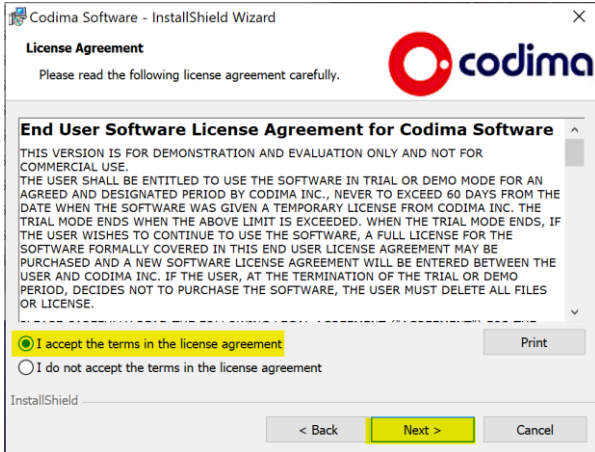 Codima Software - InstallShield Wizard
License Agreement
Please read the following license agreement carefully.
codima
End User Software License Agreement for Codima Software
THIS VERSION IS FOR DEMONSTRATION AND EVALUATION ONLY AND NOT FOR
COMMERCIAL USE.
THE USER SHALL BE ENTITLED TO USE THE SOFTWARE IN TRIAL OR DEMO MODE FOR AN
AGREED AND DESIGNATED PERIOD BY CODIMA INC., NEVER TO EXCEED 60 DAYS FROM THE
DATE WHEN THE SOFTWARE WAS GIVEN A TEMPORARY LICENSE FROM CODIMA INC. THE
TRIAL MODE ENDS WHEN THE ABOVE LIMIT IS EXCEEDED. WHEN THE TRIAL MODE ENDS, IF
THE USER WISHES TO CONTINUE TO USE THE SOFTWARE, A FULL LICENSE FOR THE
SOFTWARE FORMALLY COVERED IN THIS END USER LICENSE AGREEMENT MAY BE
PURCHASED AND A NEW SOFTWARE LICENSE AGREEMENT WILL BE ENTERED BETWEEN THE
USER AND CODIMA INC. IF THE USER, AT THE TERMINATION OF THE TRIAL OR DEMO
PERIOD, DECIDES NOT TO PURCHASE THE SOFTWARE, THE USER MUST DELETE ALL FILES
OR LICENSE.
I accept the terms in the license agreement
Print
I do not accept the terms in the license agreement
InstallShield
< Back
Next >
Cancel